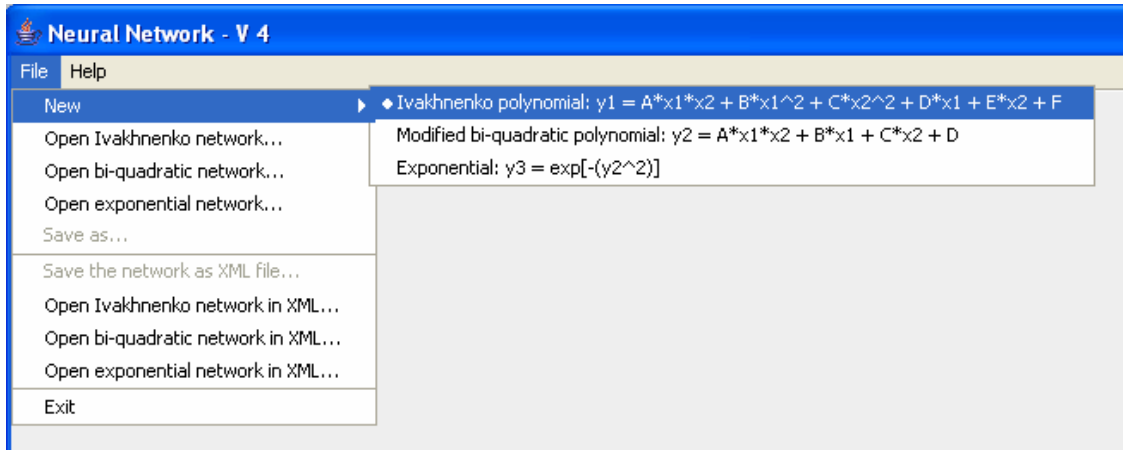 Neural Network - V 4
File Help
New
Ivakhnenko polynomial: y1 = A*x1*x2 + B*x1^2 + C*x2^2 + D*x1 + E*x2 + F
Modified bi-quadratic polynomial: y2 = A*x1*x2 + B*x1 + C*x2 + D
Exponential: y3 = exp[-(y2^2)]
Open Ivakhnenko network...
Open bi-quadratic network...
Open exponential network...
Save as...
Save the network as XML file...
Open Ivakhnenko network in XML...
Open bi-quadratic network in XML...
Open exponential network in XML...
Exit